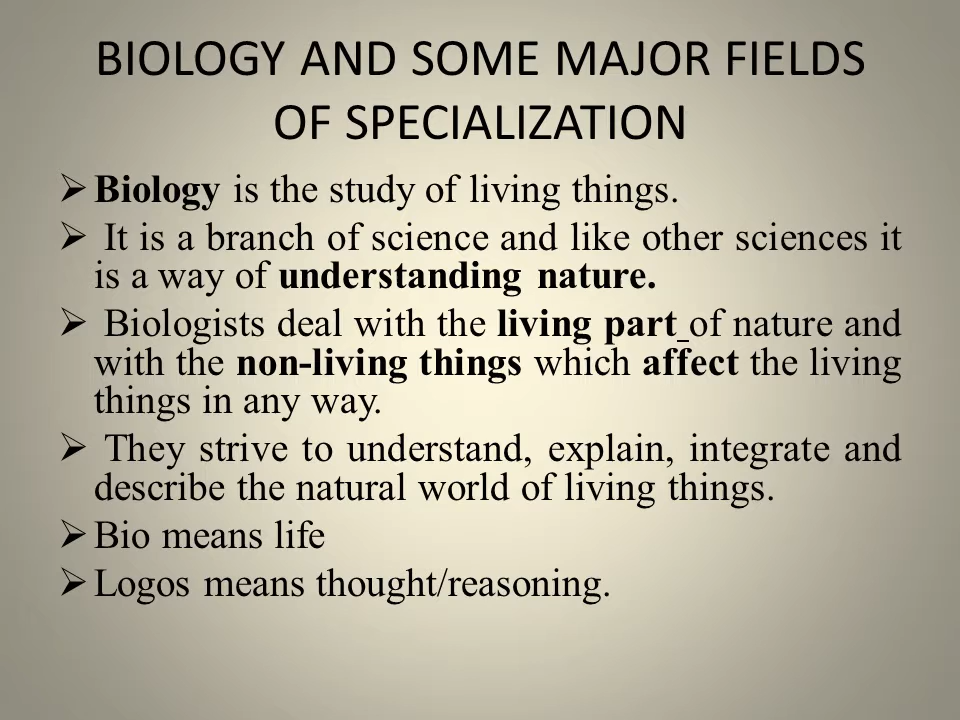 BIOLOGY AND SOME MAJOR FIELDS
OF SPECIALIZATION
➢ Biology is the study of living things.
➢ It is a branch of science and like other sciences it
is a way of understanding nature.
➢ Biologists deal with the living part of nature and
with the non-living things which affect the living
things in any way.
➢ They strive to understand, explain, integrate and
describe the natural world of living things.
➢ Bio means life
➢ Logos means thought/reasoning.